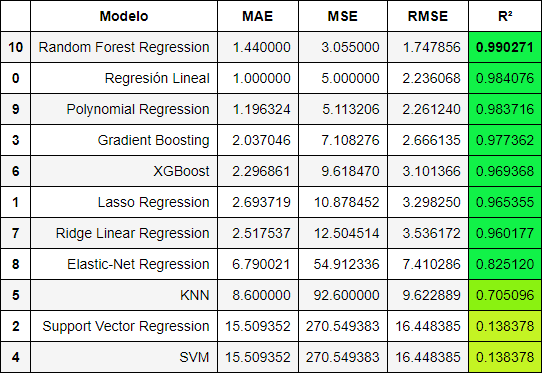 Modelo MAE MSE RMSE R²
10 Random Forest Regression 1.440000 3.055000 1.747856 0.990271
0 Regresión Lineal 1.000000 5.000000 2.236068 0.984076
9 Polynomial Regression 1.196324 5.113206 2.261240 0.983716
3 Gradient Boosting 2.037046 7.108276 2.666135 0.977362
6 XGBoost 2.296861 9.618470 3.101366 0.969368
1 Lasso Regression 2.693719 10.878452 3.298250 0.965355
7 Ridge Linear Regression 2.517537 12.504514 3.536172 0.960177
8 Elastic-Net Regression 6.790021 54.912336 7.410286 0.825120
5 KNN 8.600000 92.600000 9.622889 0.705096
2 Support Vector Regression 15.509352 270.549383 16.448385 0.138378
4 SVM 15.509352 270.549383 16.448385 0.138378